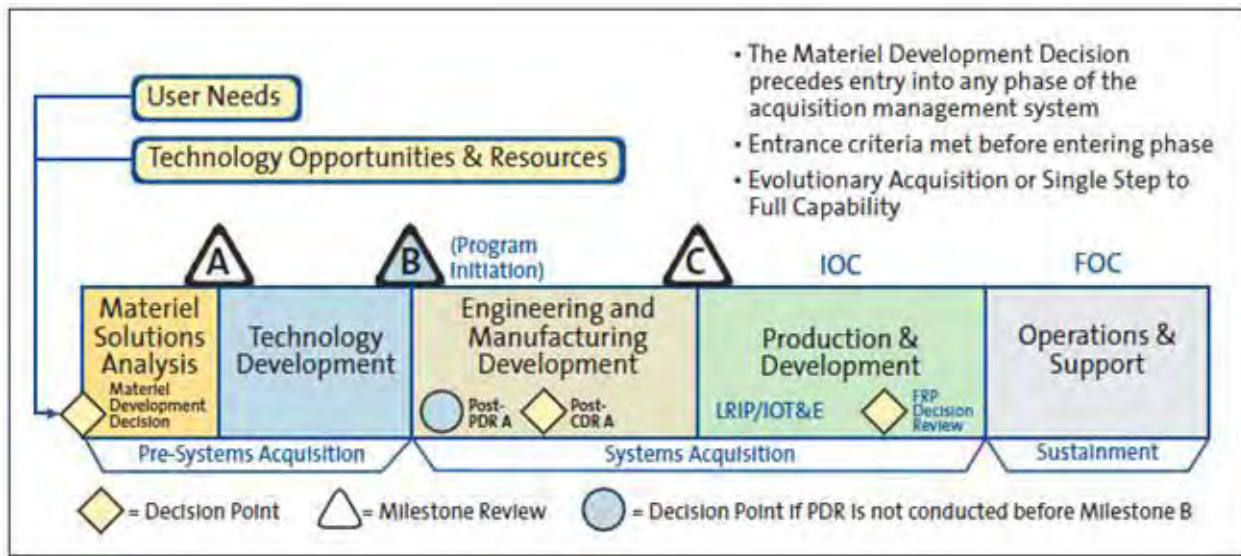 User Needs
Technology Opportunities & Resources
• The Materiel Development Decision
precedes entry into any phase of the
acquisition management system
• Entrance criteria met before entering phase
• Evolutionary Acquisition or Single Step to
Full Capability
A
B
(Program
Initiation)
C
IOC
FOC
Materiel
Solutions
Analysis
Materiel
Development
Decision
Technology
Development
Engineering and
Manufacturing
Development
Post-
PDR A
Post-
CDR A
Production &
Development
LRIP/IOT&E
FRP
Decision
Review
Operations &
Support
Pre-Systems Acquisition
Systems Acquisition
Sustainment
= Decision Point
= Milestone Review
= Decision Point if PDR is not conducted before Milestone B